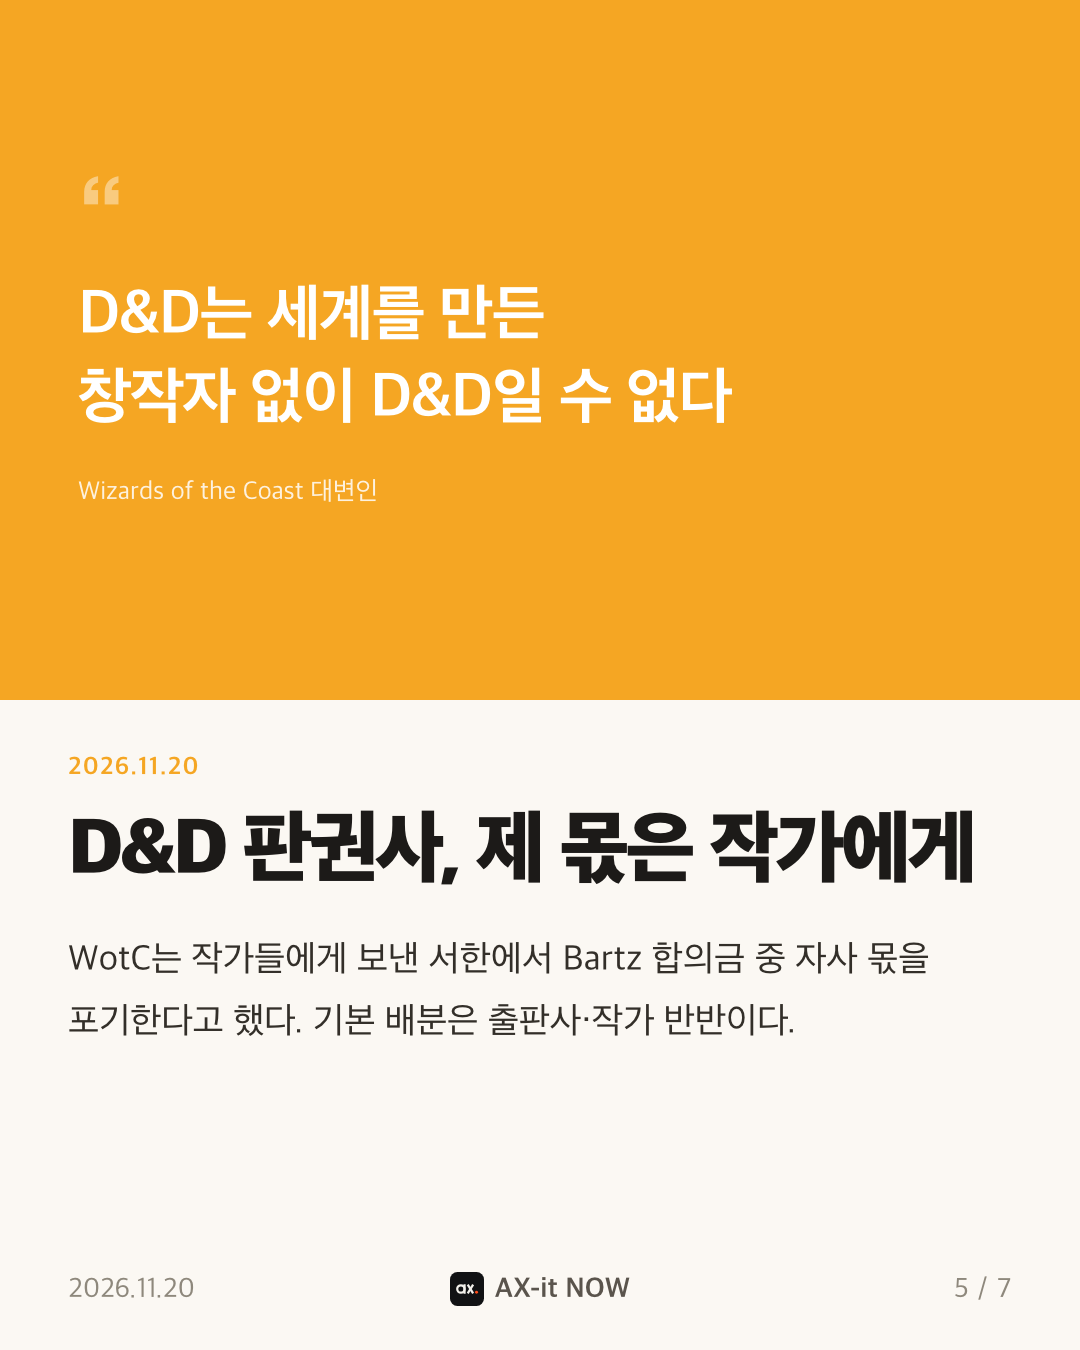 “
D&D는 세계를 만든
창작자 없이 D&D일 수 없다
Wizards of the Coast 대변인
2026.11.20
D&D 판권사, 제 몫은 작가에게
WotC는 작가들에게 보낸 서한에서 Bartz 합의금 중 자사 몫을
포기한다고 했다. 기본 배분은 출판사·작가 반반이다.
2026.11.20
ax. AX-it NOW
5 / 7